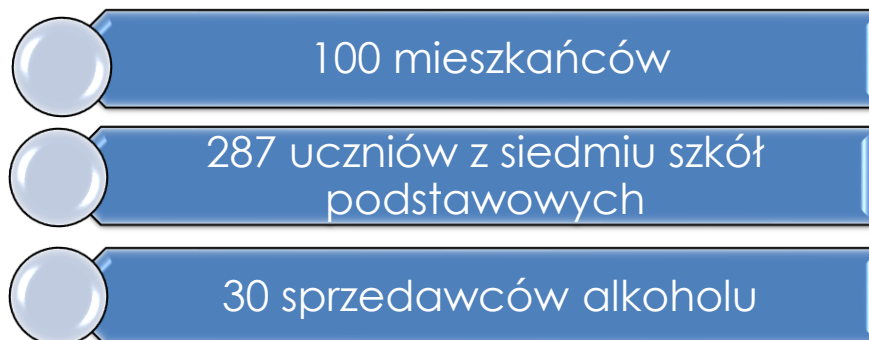 100 mieszkańców
287 uczniów z siedmiu szkół
podstawowych
30 sprzedawców alkoholu